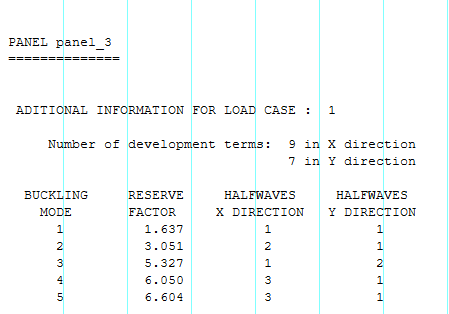 PANEL panel_3
==============
ADITIONAL INFORMATION FOR LOAD CASE :  1
Number of development terms:  9 in X direction
7 in Y direction
BUCKLING     RESERVE     HALFWAVES    HALFWAVES
MODE       FACTOR     X DIRECTION   Y DIRECTION
1          1.637          1             1
2          3.051          2             1
3          5.327          1             2
4          6.050          3             1
5          6.604          3             1